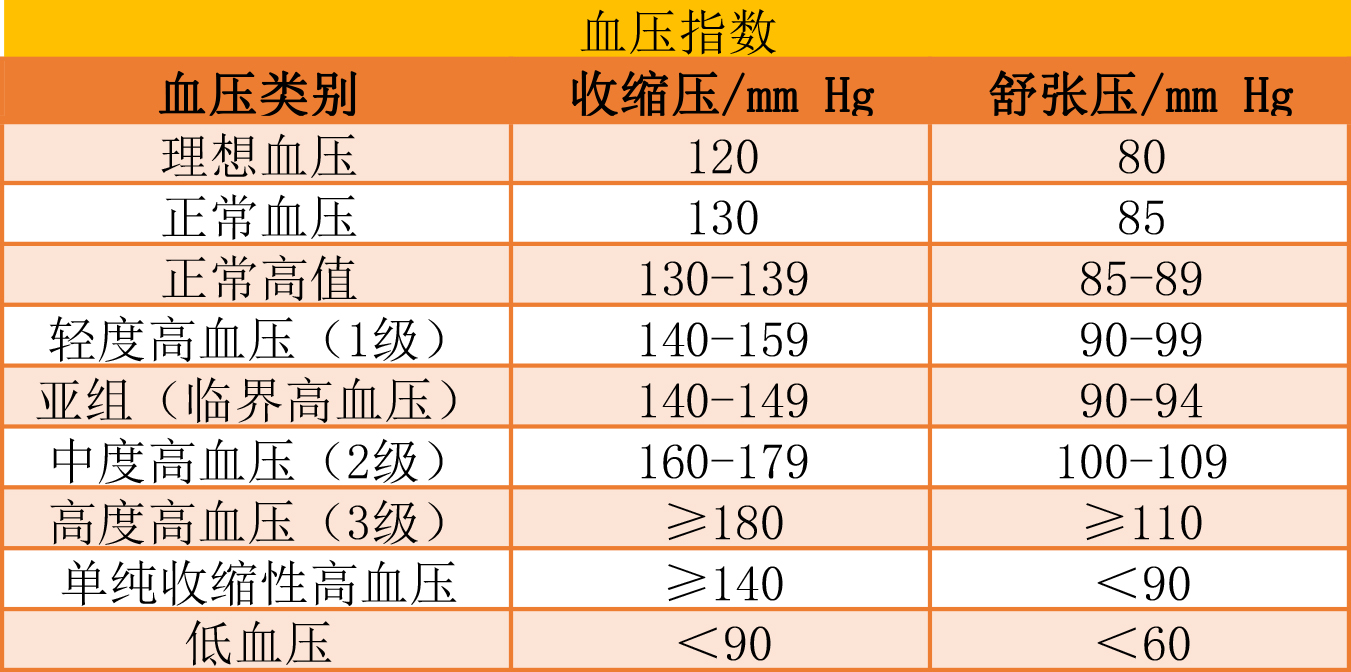 血压指数
血压类别 收缩压/mm Hg 舒张压/mm Hg
理想血压 120 80
正常血压 130 85
正常高值 130-139 85-89
轻度高血压（1级） 140-159 90-99
亚组（临界高血压） 140-149 90-94
中度高血压（2级） 160-179 100-109
高度高血压（3级） ≥180 ≥110
单纯收缩性高血压 ≥140 ＜90
低血压 ＜90 ＜60